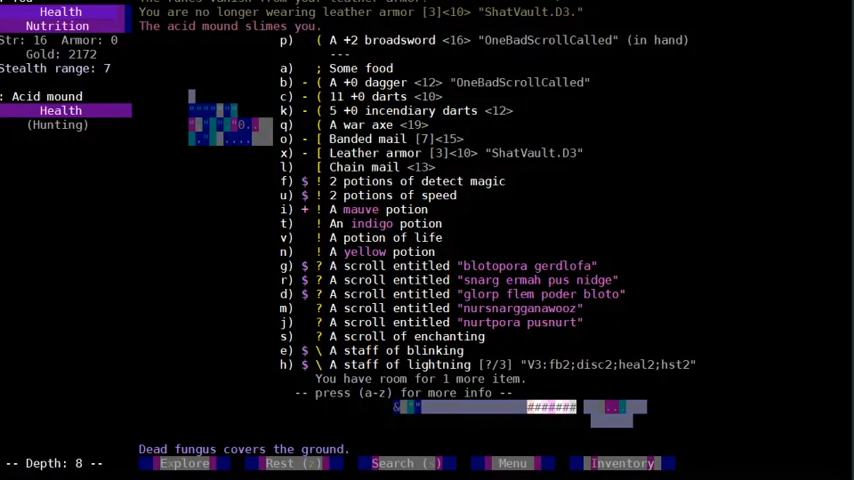 Health
You are no longer wearing leather armor [3]<10> "ShatVault.D3."
Nutrition
The acid mound slimes you.
Str: 16 Armor: 0
p) ( A +2 broadsword <16> "OneBadScrollCalled" (in hand)
Gold: 2172
---
Stealth range: 7
a) ; Some food
b) - ( A +0 dagger <12> "OneBadScrollCalled"
: Acid mound
c) - ( 11 +0 darts <10>
Health
k) - ( 5 +0 incendiary darts <12>
(Hunting)
q) ( A war axe <19>
o) - [ Banded mail [7]<15>
x) - [ Leather armor [3]<10> "ShatVault.D3"
l) [ Chain mail <13>
f) $ ! 2 potions of detect magic
u) $ ! 2 potions of speed
i) + ! A mauve potion
t) ! An indigo potion
v) ! A potion of life
n) ! A yellow potion
g) $ ? A scroll entitled "blotopora gerdlofa"
r) $ ? A scroll entitled "snarg ermah pus nidge"
d) $ ? A scroll entitled "glorp flem poder bloto"
m) ? A scroll entitled "nursnargganawooz"
j) ? A scroll entitled "nurtpora pusnurt"
s) ? A scroll of enchanting
e) $ \ A staff of blinking
h) $ \ A staff of lightning [?/3] "V3:fb2;disc2;heal2;hst2"
You have room for 1 more item.
-- press (a-z) for more info --
#######
Dead fungus covers the ground.
-- Depth: 8 -- Explore Rest (z) Search (s) Menu Inventory